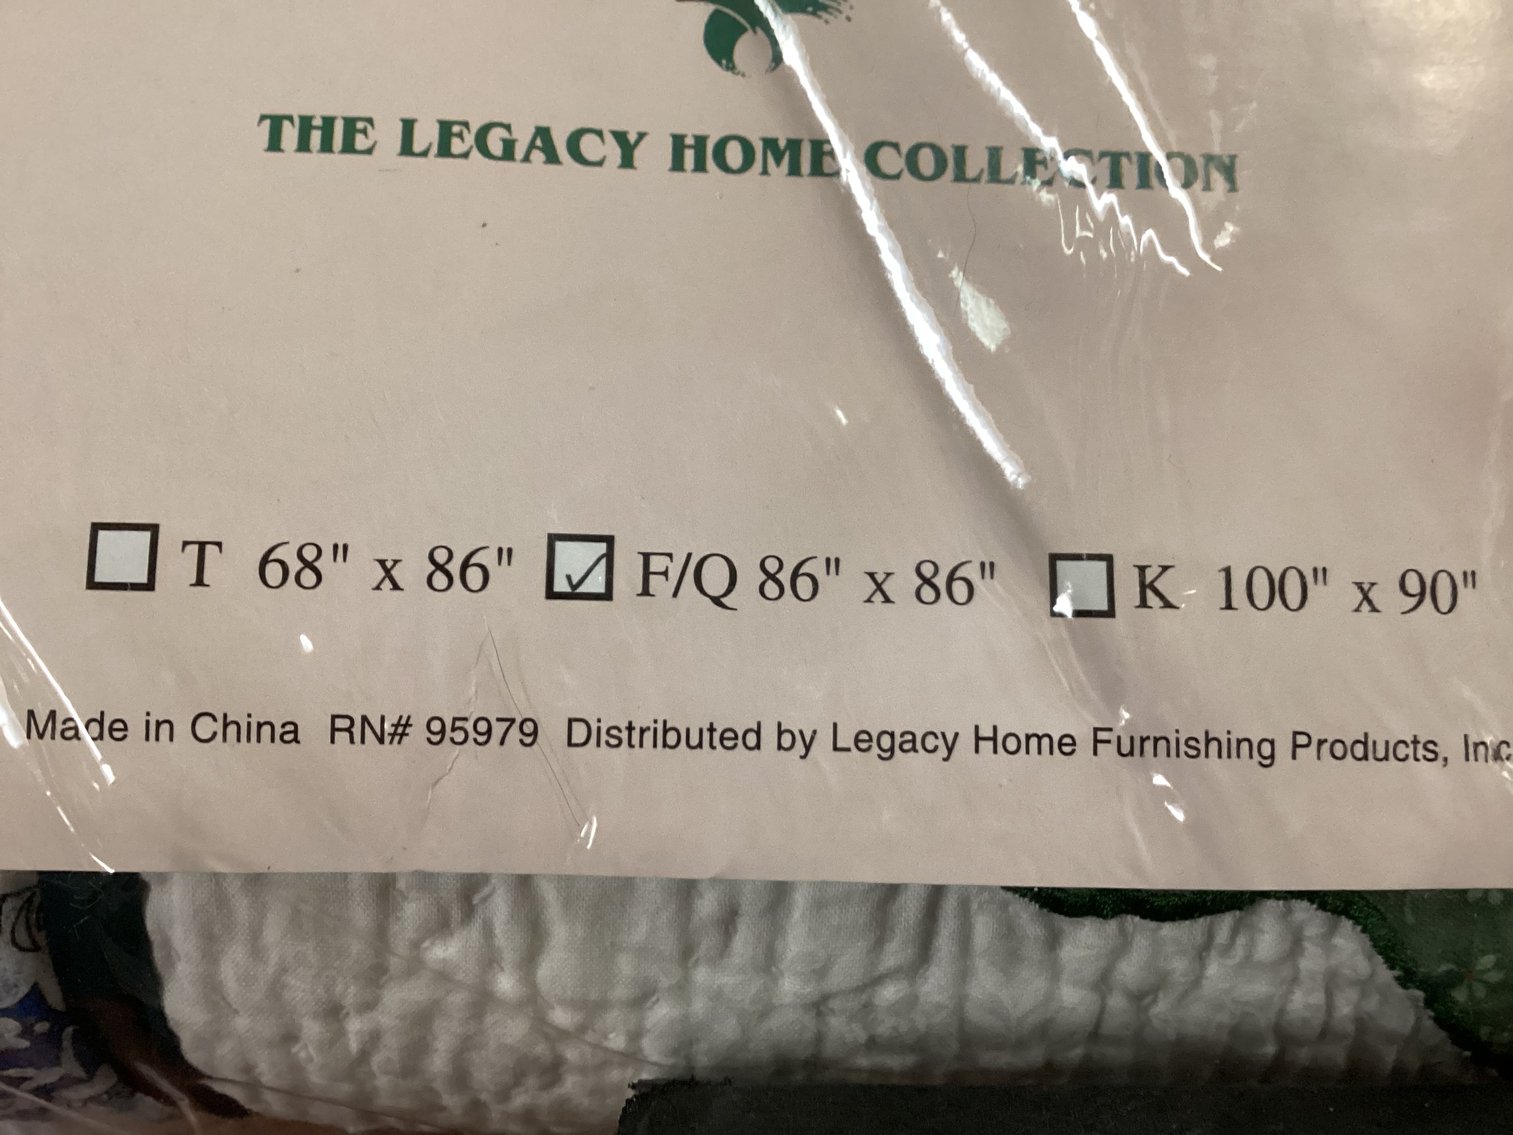 THE LEGACY HOME COLLECTION
T 68" x 86" F/Q 86" x 86" K 100" x 90"
Made in China RN# 95979 Distributed by Legacy Home Furnishing Products, Inc